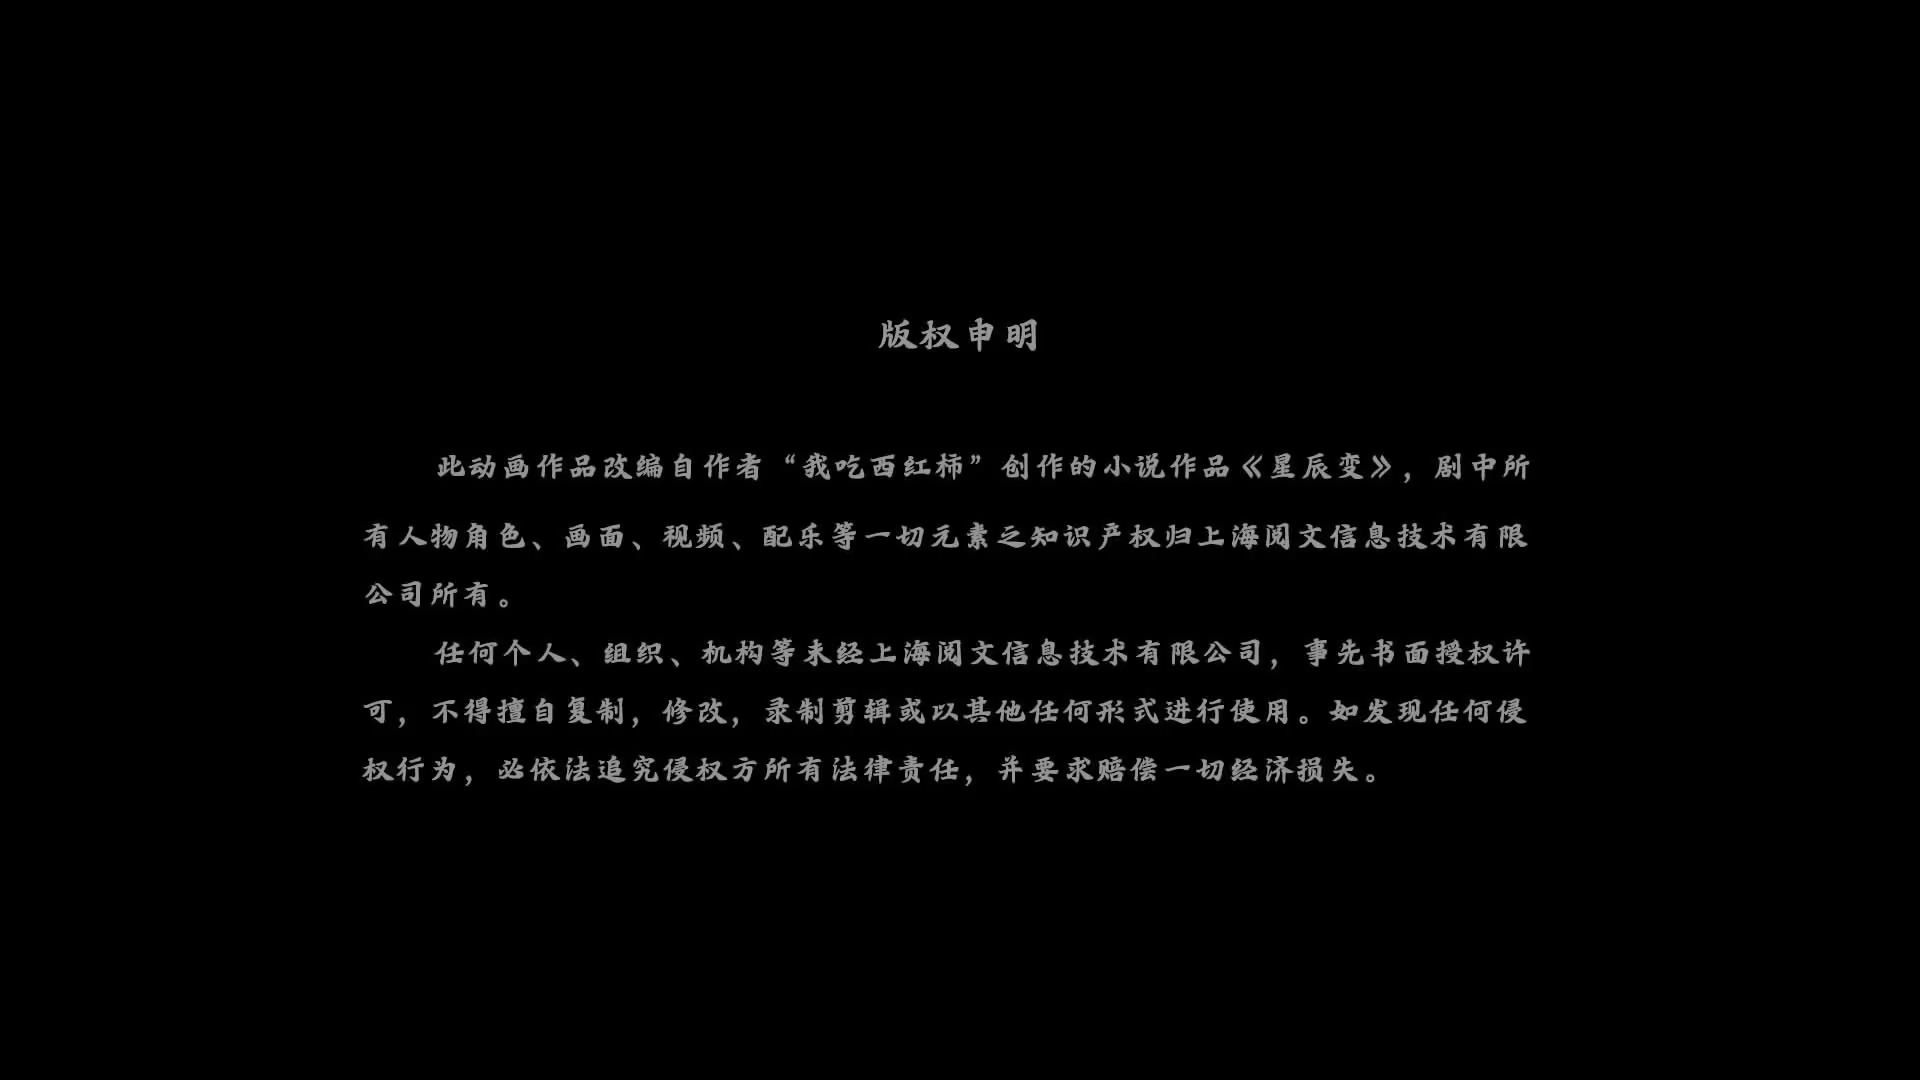 版权申明
此动画作品改编自作者“我吃西红柿”创作的小说作品《星辰变》，剧中所
有人物角色、画面、视频、配乐等一切元素之知识产权归上海阅文信息技术有限
公司所有。
任何个人、组织、机构等未经上海阅文信息技术有限公司，事先书面授权许
可，不得擅自复制，修改，录制剪辑或以其他任何形式进行使用。如发现任何侵
权行为，必依法追究侵权方所有法律责任，并要求赔偿一切经济损失。